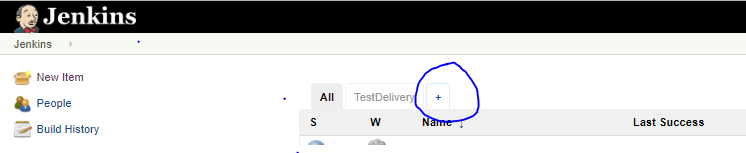 Jenkins
Jenkins
New Item
People
Build History
All TestDelivery +
S W Name ↓ Last Success